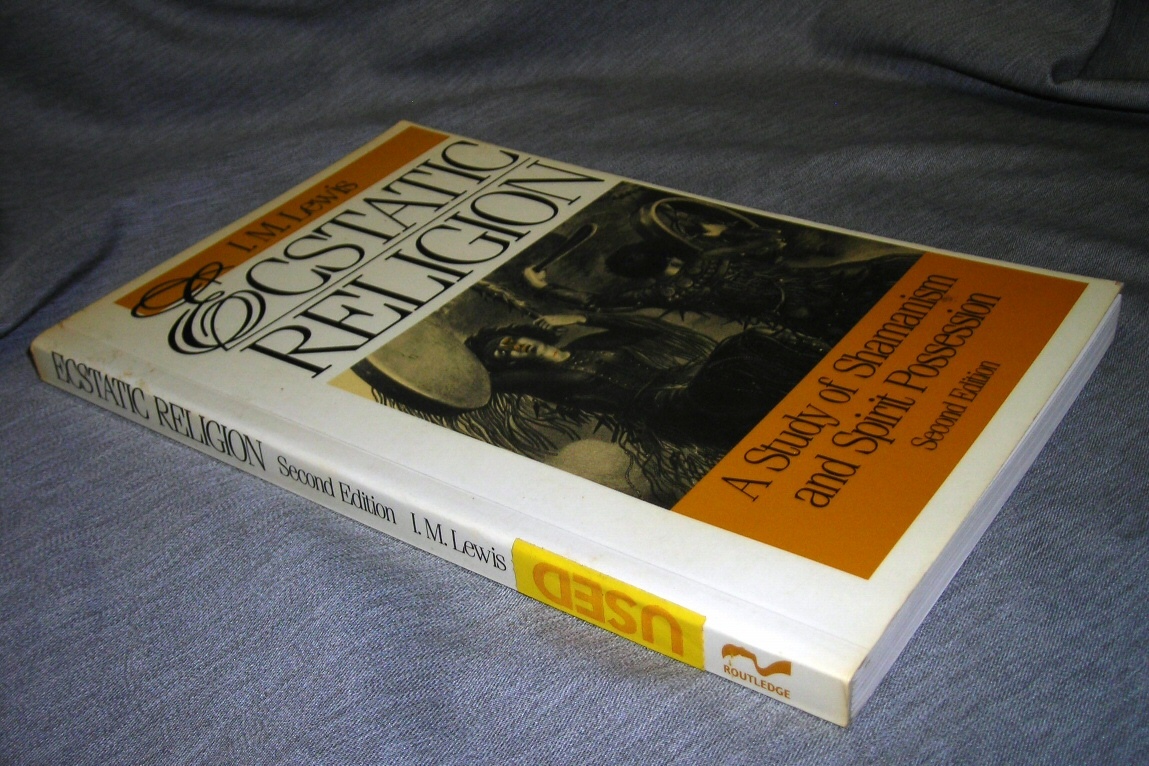 I. M. Lewis
ECSTATIC
RELIGION
A Study of Shamanism
and Spirit Possession
Second Edition
ECSTATIC RELIGION Second Edition I. M. Lewis
USED
ROUTLEDGE